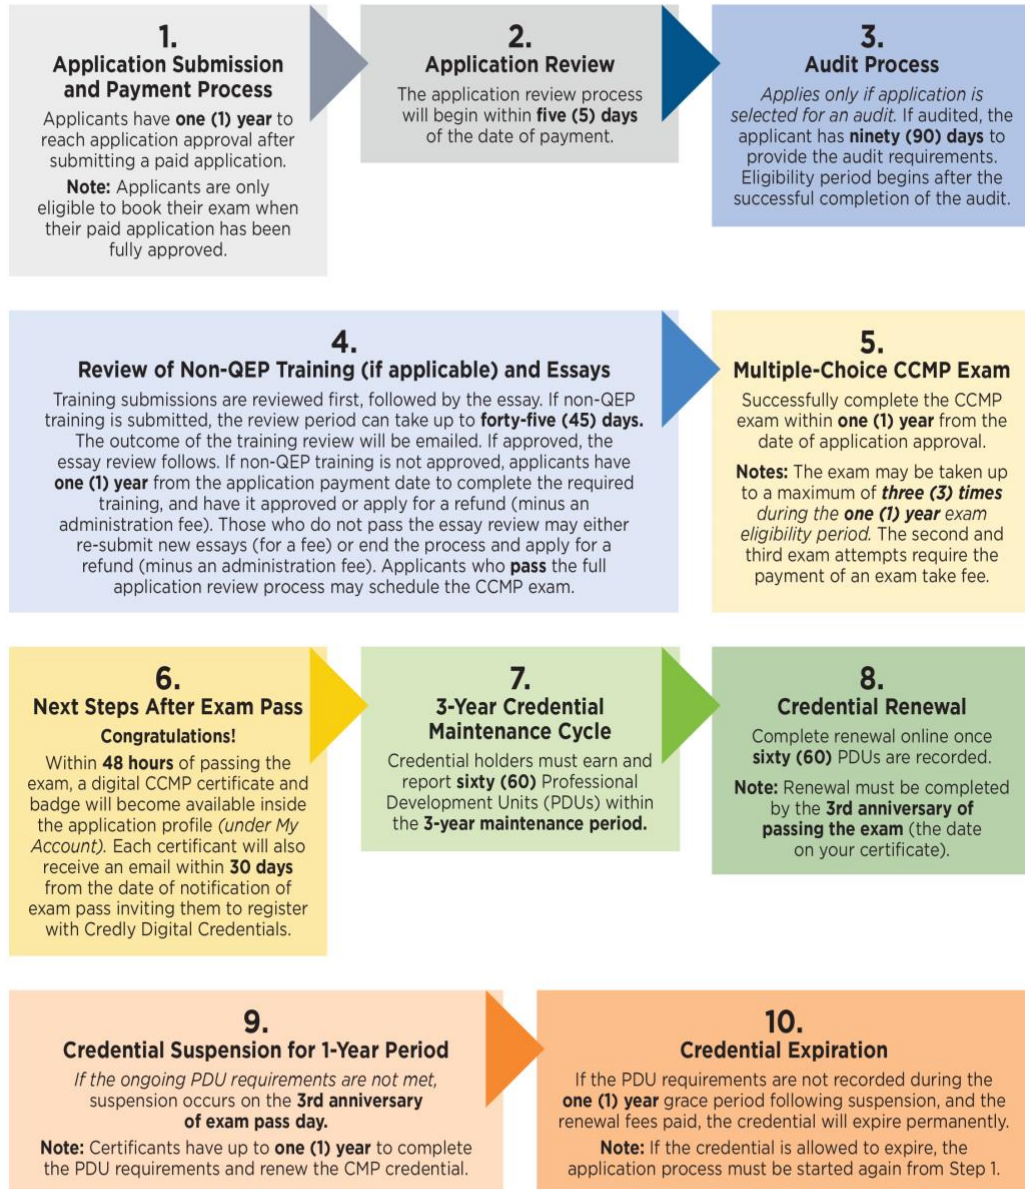 1.
Application Submission
and Payment Process
Applicants have one (1) year to
reach application approval after
submitting a paid application.
Note: Applicants are only
eligible to book their exam when
their paid application has been
fully approved.
2.
Application Review
The application review process
will begin within five (5) days
of the date of payment.
3.
Audit Process
Applies only if application is
selected for an audit. If audited, the
applicant has ninety (90) days to
provide the audit requirements.
Eligibility period begins after the
successful completion of the audit.
4.
Review of Non-QEP Training (if applicable) and Essays
Training submissions are reviewed first, followed by the essay. If non-QEP
training is submitted, the review period can take up to forty-five (45) days.
The outcome of the training review will be emailed. If approved, the
essay review follows. If non-QEP training is not approved, applicants have
one (1) year from the application payment date to complete the required
training, and have it approved or apply for a refund (minus an
administration fee). Those who do not pass the essay review may either
re-submit new essays (for a fee) or end the process and apply for a
refund (minus an administration fee). Applicants who pass the full
application review process may schedule the CCMP exam.
5.
Multiple-Choice CCMP Exam
Successfully complete the CCMP
exam within one (1) year from the
date of application approval.
Notes: The exam may be taken up
to a maximum of three (3) times
during the one (1) year exam
eligibility period. The second and
third exam attempts require the
payment of an exam take fee.
6.
Next Steps After Exam Pass
Congratulations!
Within 48 hours of passing the
exam, a digital CCMP certificate and
badge will become available inside
the application profile (under My
Account). Each certificant will also
receive an email within 30 days
from the date of notification of
exam pass inviting them to register
with Credly Digital Credentials.
7.
3-Year Credential
Maintenance Cycle
Credential holders must earn and
report sixty (60) Professional
Development Units (PDUs) within
the 3-year maintenance period.
8.
Credential Renewal
Complete renewal online once
sixty (60) PDUs are recorded.
Note: Renewal must be completed
by the 3rd anniversary of
passing the exam (the date
on your certificate).
9.
Credential Suspension for 1-Year Period
If the ongoing PDU requirements are not met,
suspension occurs on the 3rd anniversary
of exam pass day.
Note: Certificants have up to one (1) year to complete
the PDU requirements and renew the CMP credential.
10.
Credential Expiration
If the PDU requirements are not recorded during the
one (1) year grace period following suspension, and the
renewal fees paid, the credential will expire permanently.
Note: If the credential is allowed to expire, the
application process must be started again from Step 1.